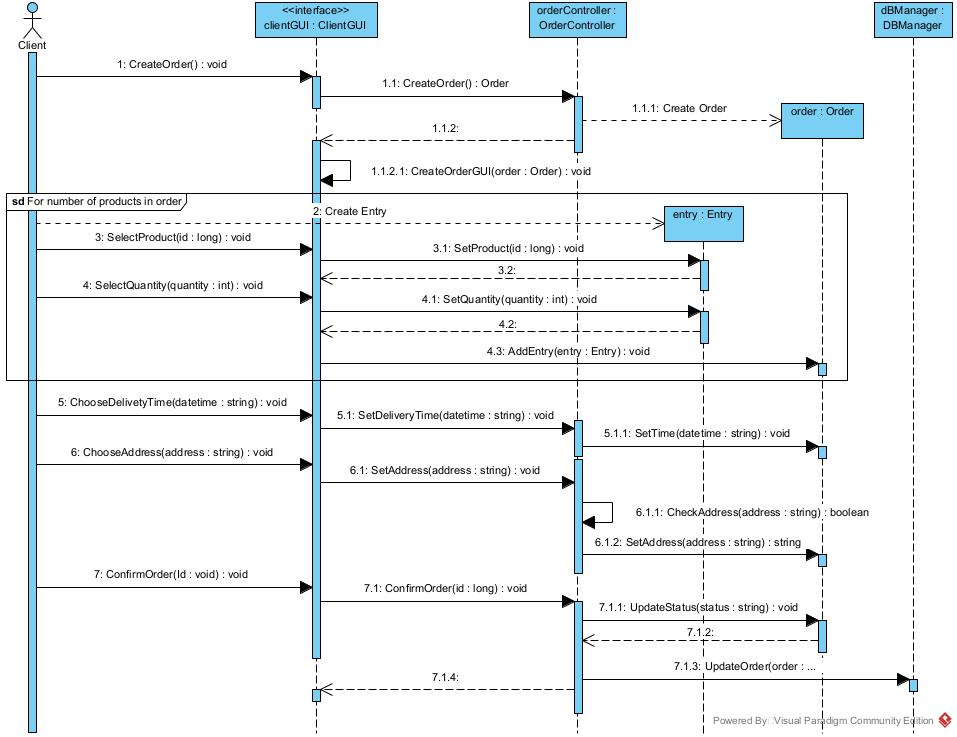 <<interface>>
clientGUI : ClientGUI
orderController :
OrderController
dBManager :
DBManager
Client
1: CreateOrder() : void
1.1: CreateOrder() : Order
1.1.1: Create Order
order : Order
1.1.2:
1.1.2.1: CreateOrderGUI(order : Order) : void
sd For number of products in order
2: Create Entry
entry : Entry
3: SelectProduct(id : long) : void
3.1: SetProduct(id : long) : void
3.2:
4: SelectQuantity(quantity : int) : void
4.1: SetQuantity(quantity : int) : void
4.2:
4.3: AddEntry(entry : Entry) : void
5: ChooseDelivetyTime(datetime : string) : void
5.1: SetDeliveryTime(datetime : string) : void
5.1.1: SetTime(datetime : string) : void
6: ChooseAddress(address : string) : void
6.1: SetAddress(address : string) : void
6.1.1: CheckAddress(address : string) : boolean
6.1.2: SetAddress(address : string) : string
7: ConfirmOrder(Id : void) : void
7.1: ConfirmOrder(id : long) : void
7.1.1: UpdateStatus(status : string) : void
7.1.2:
7.1.3: UpdateOrder(order : ...
7.1.4:
Powered By Visual Paradigm Community Edition